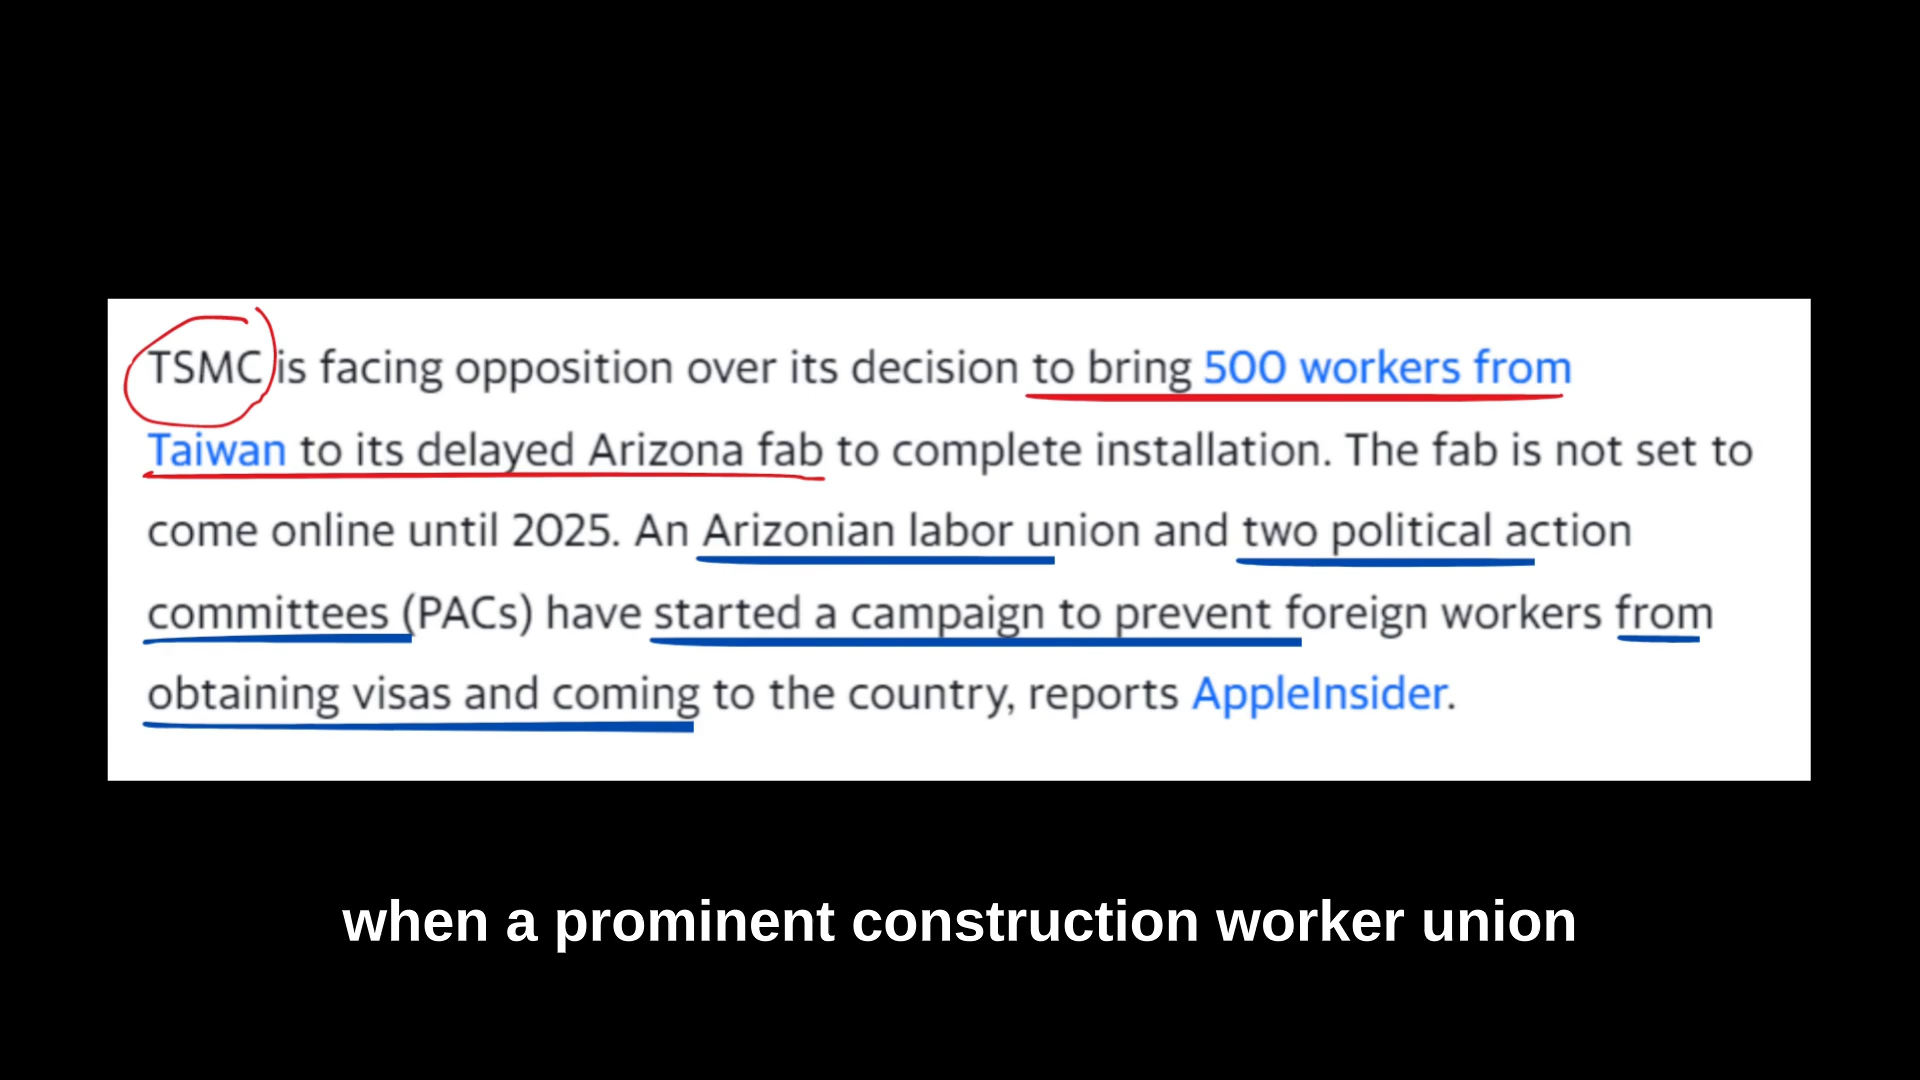 TSMC is facing opposition over its decision to bring 500 workers from
Taiwan to its delayed Arizona fab to complete installation. The fab is not set to
come online until 2025. An Arizonian labor union and two political action
committees (PACs) have started a campaign to prevent foreign workers from
obtaining visas and coming to the country, reports AppleInsider.
when a prominent construction worker union